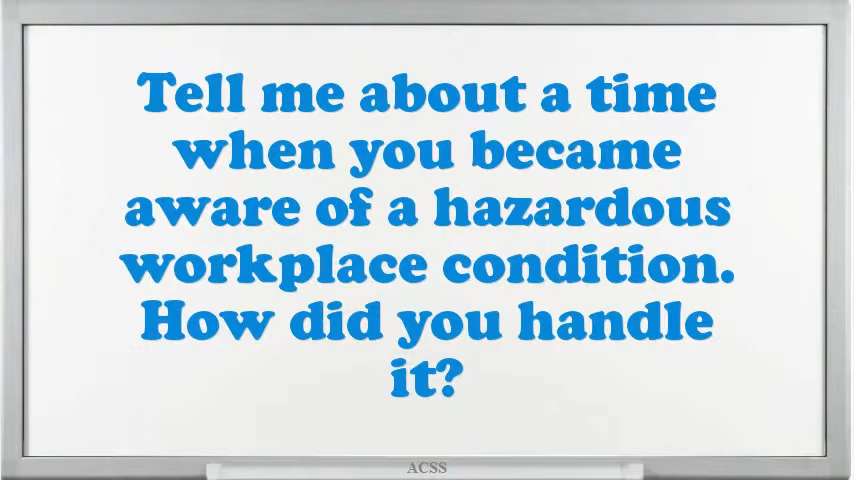 Tell me about a time
when you became
aware of a hazardous
workplace condition.
How did you handle
it?
ACSS